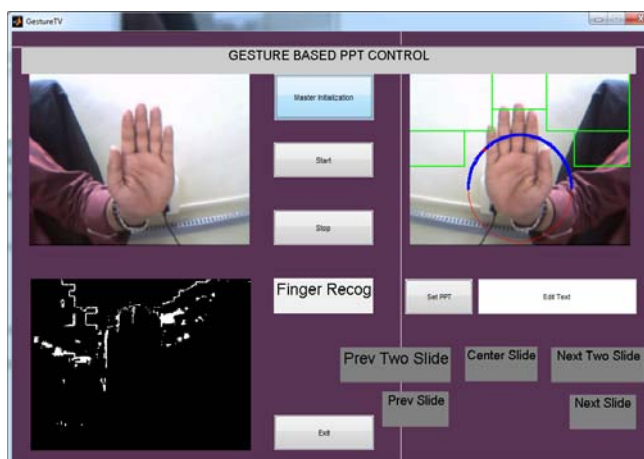 GestureTV
GESTURE BASED PPT CONTROL
Master Initialization
Start
Stop
Finger Recog
Set PPT
Edit Text
Prev Two Slide
Center Slide
Next Two Slide
Prev Slide
Next Slide
Exit